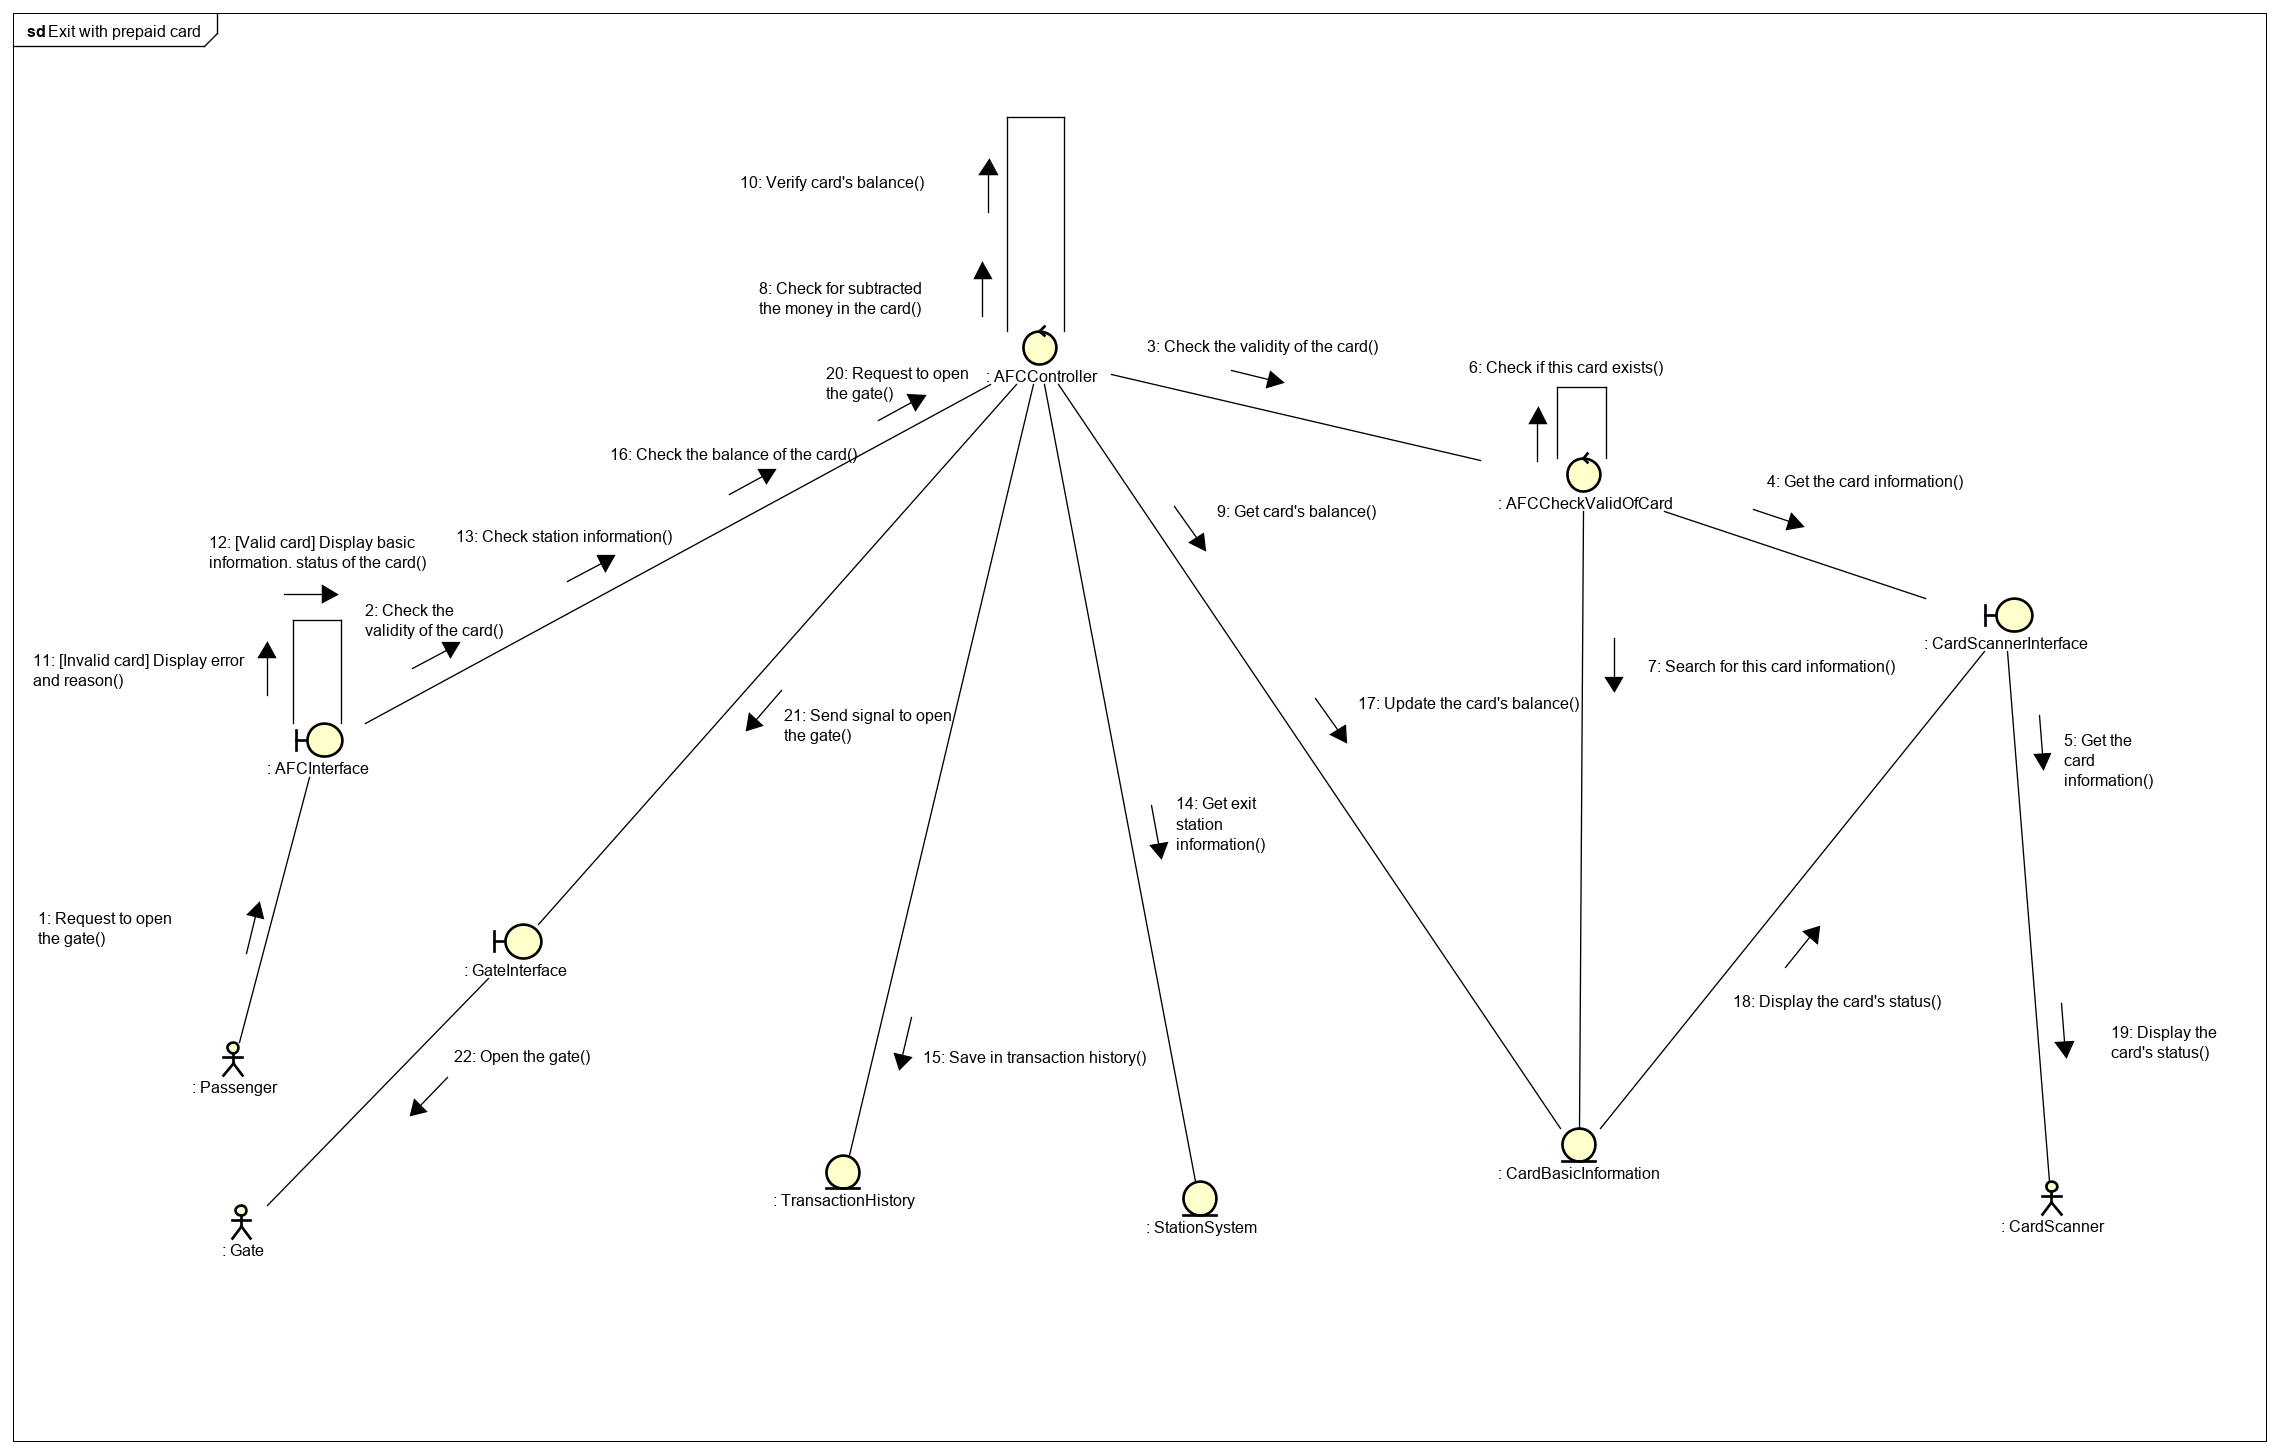 sd Exit with prepaid card
10: Verify card's balance()
8: Check for subtracted
the money in the card()
: AFCController
3: Check the validity of the card()
6: Check if this card exists()
20: Request to open
the gate()
16: Check the balance of the card()
4: Get the card information()
: AFCCheckValidOfCard
9: Get card's balance()
13: Check station information()
12: [Valid card] Display basic
information. status of the card()
2: Check the
validity of the card()
11: [Invalid card] Display error
and reason()
: CardScannerInterface
7: Search for this card information()
17: Update the card's balance()
21: Send signal to open
the gate()
5: Get the
card
information()
: AFCInterface
14: Get exit
station
information()
1: Request to open
the gate()
: GateInterface
18: Display the card's status()
19: Display the
card's status()
22: Open the gate()
15: Save in transaction history()
: Passenger
: CardBasicInformation
: TransactionHistory
: StationSystem
: CardScanner
: Gate